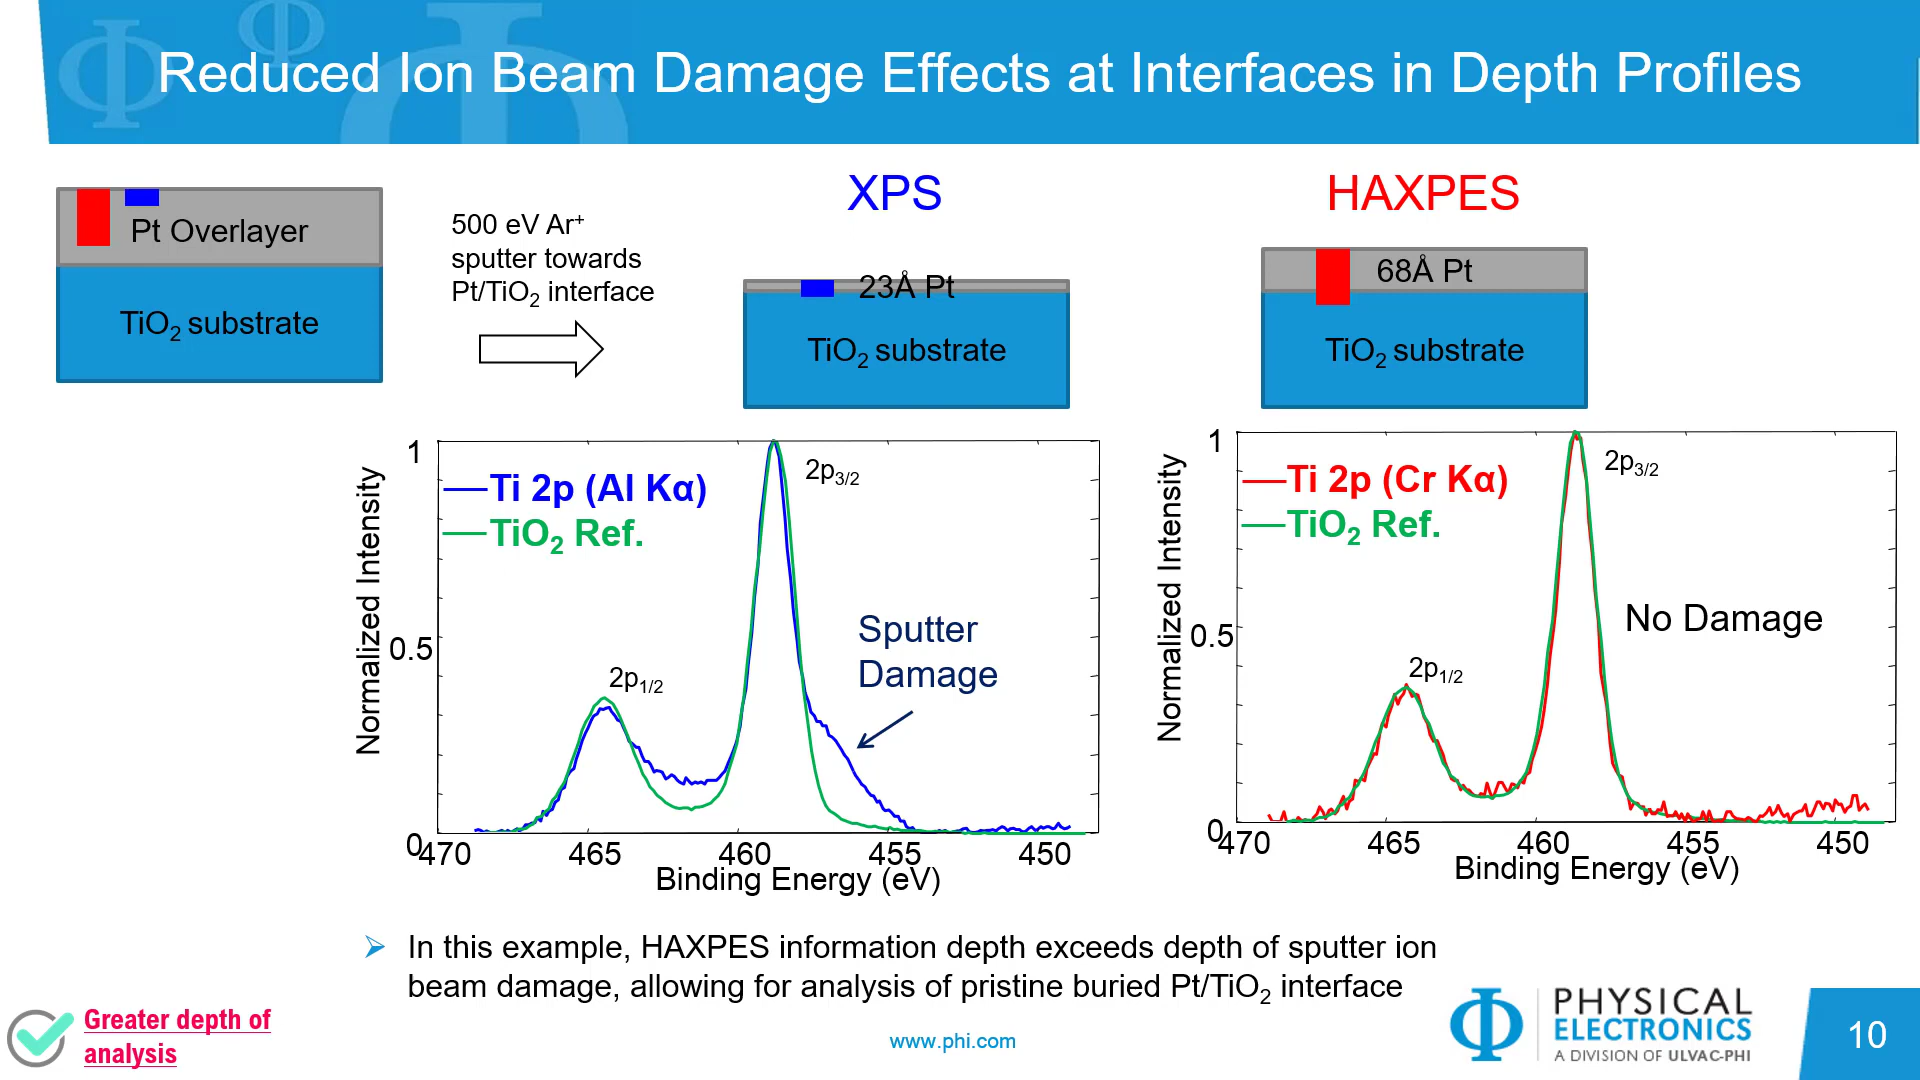 Reduced Ion Beam Damage Effects at Interfaces in Depth Profiles
Pt Overlayer
TiO₂ substrate
500 eV Ar⁺
sputter towards
Pt/TiO₂ interface
XPS
23Å Pt
TiO₂ substrate
HAXPES
68Å Pt
TiO₂ substrate
Normalized Intensity
1
0.5
0
Ti 2p (Al Kα)
TiO₂ Ref.
2p3/2
2p1/2
Sputter
Damage
470 465 460 455 450
Binding Energy (eV)
Normalized Intensity
1
0.5
0
Ti 2p (Cr Kα)
TiO₂ Ref.
2p3/2
2p1/2
No Damage
470 465 460 455 450
Binding Energy (eV)
In this example, HAXPES information depth exceeds depth of sputter ion
beam damage, allowing for analysis of pristine buried Pt/TiO₂ interface
Greater depth of
analysis
www.phi.com
PHYSICAL
ELECTRONICS
A DIVISION OF ULVAC-PHI
10